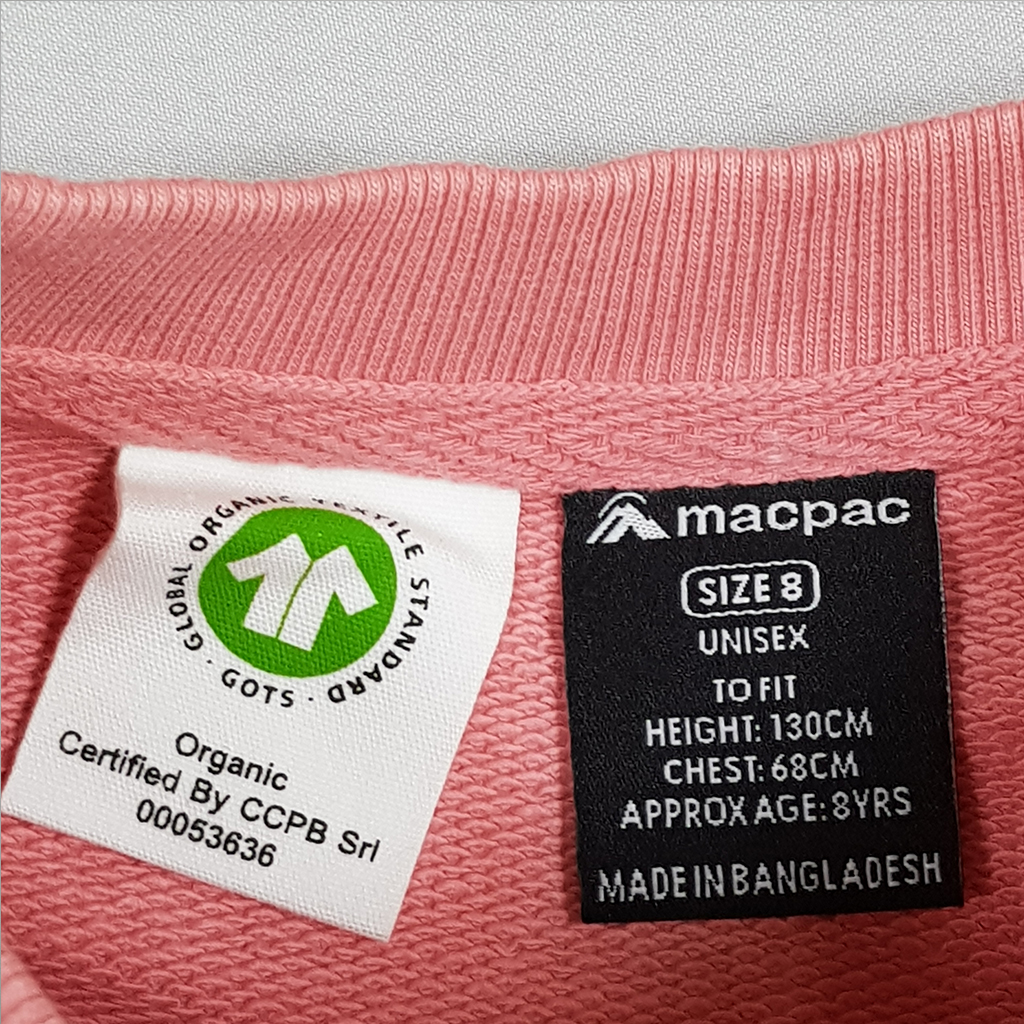 GLOBAL ORGANIC TEXTILE STANDARD
· GOTS ·
Organic
Certified By CCPB Srl
00053636
macpac
SIZE 8
UNISEX
TO FIT
HEIGHT: 130CM
CHEST: 68CM
APPROX AGE: 8YRS
MADE IN BANGLADESH